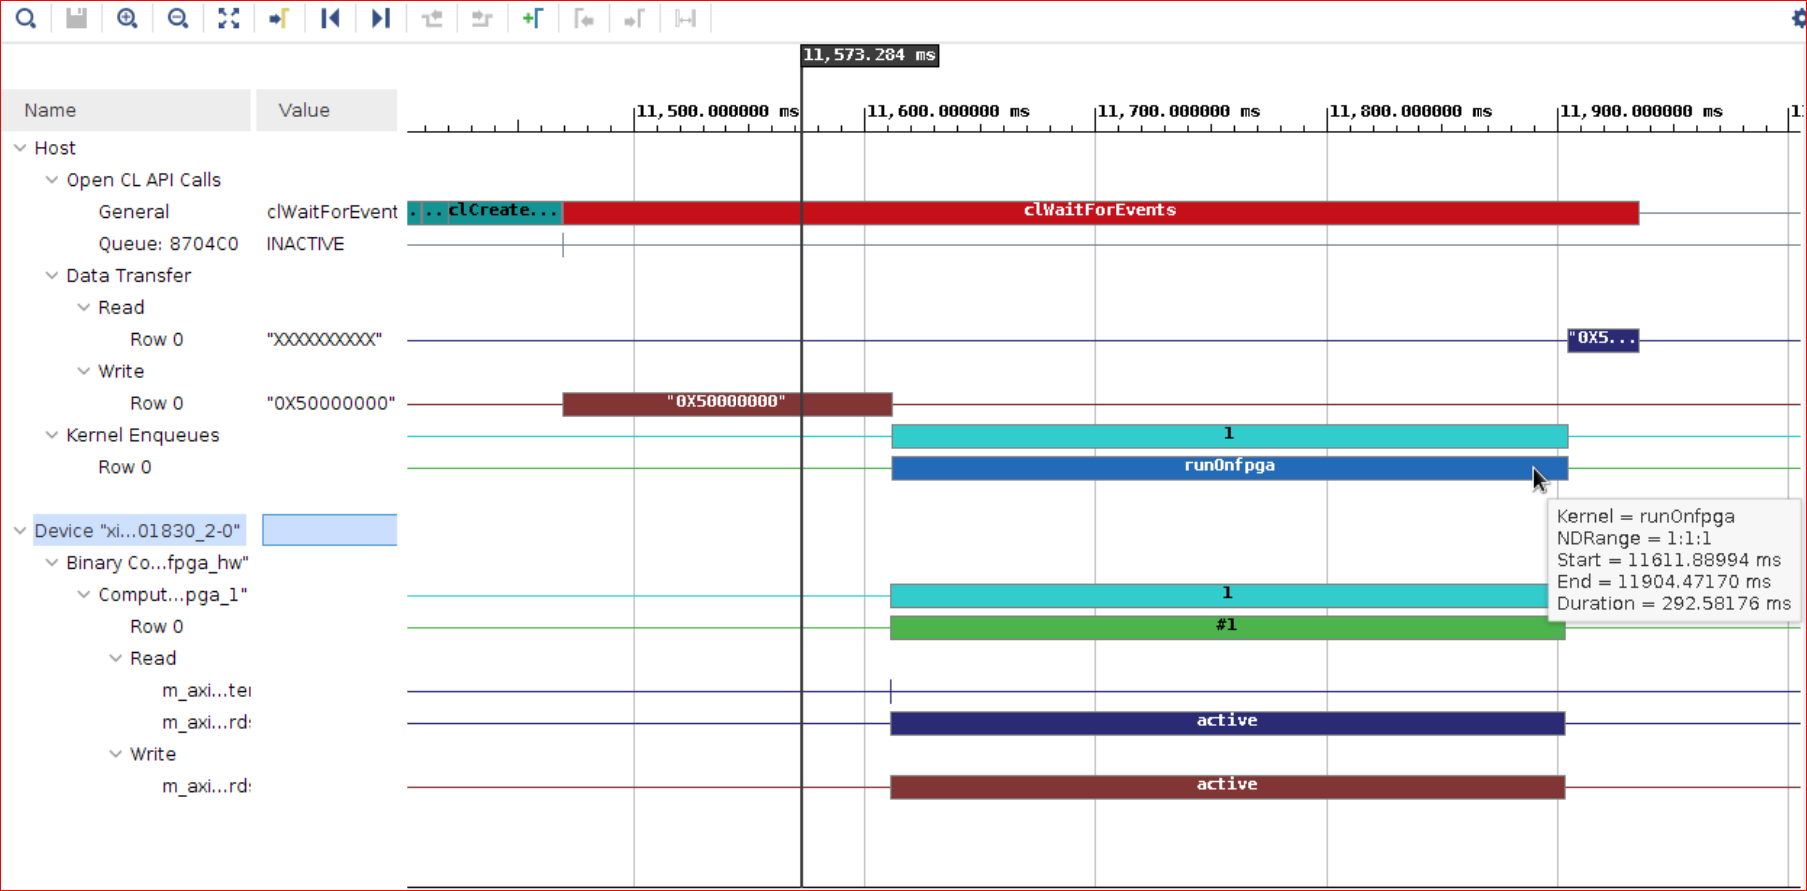 11,573.284 ms
Name Value 11,500.000000 ms 11,600.000000 ms 11,700.000000 ms 11,800.000000 ms 11,900.000000 ms
Host
Open CL API Calls
General clWaitForEvent . .. clCreate... clWaitForEvents
Queue: 8704C0 INACTIVE
Data Transfer
Read
Row 0 "XXXXXXXXXX" "0X5...
Write
Row 0 "0X50000000" "0X50000000"
Kernel Enqueues 1
Row 0 runOnfpga
Kernel = runOnfpga
NDRange = 1:1:1
Start = 11611.88994 ms
End = 11904.47170 ms
Duration = 292.58176 ms
Device "xi...01830_2-0"
Binary Co...fpga_hw"
Comput...pga_1" 1
Row 0 #1
Read
m_axi...ter
m_axi...rd: active
Write
m_axi...rd: active